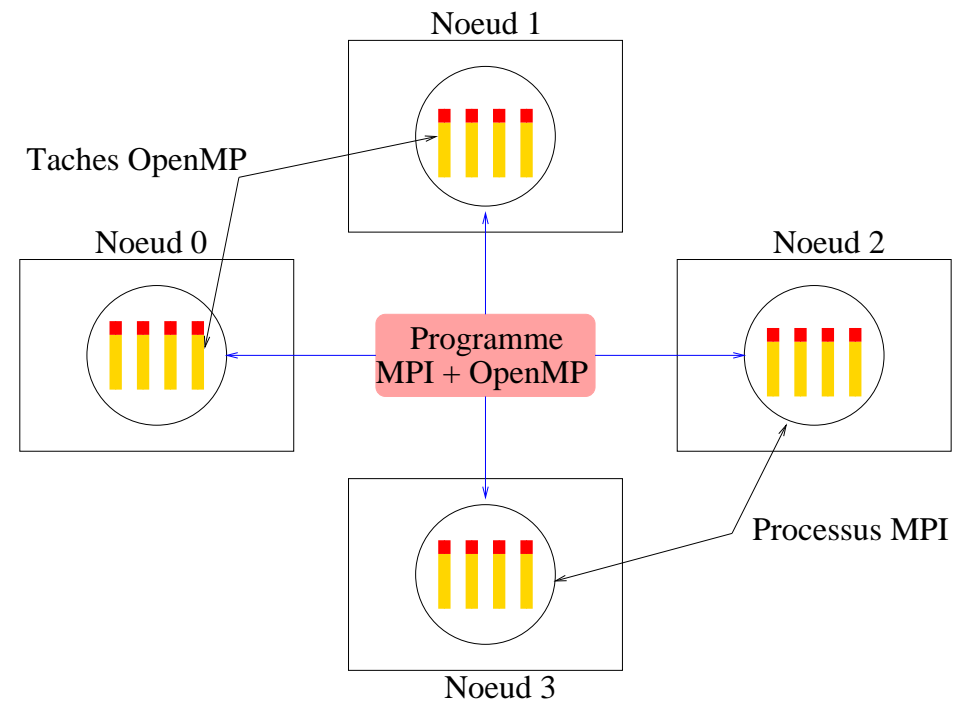 Noeud 1
Taches OpenMP
Noeud 0
Noeud 2
Programme
MPI + OpenMP
Processus MPI
Noeud 3